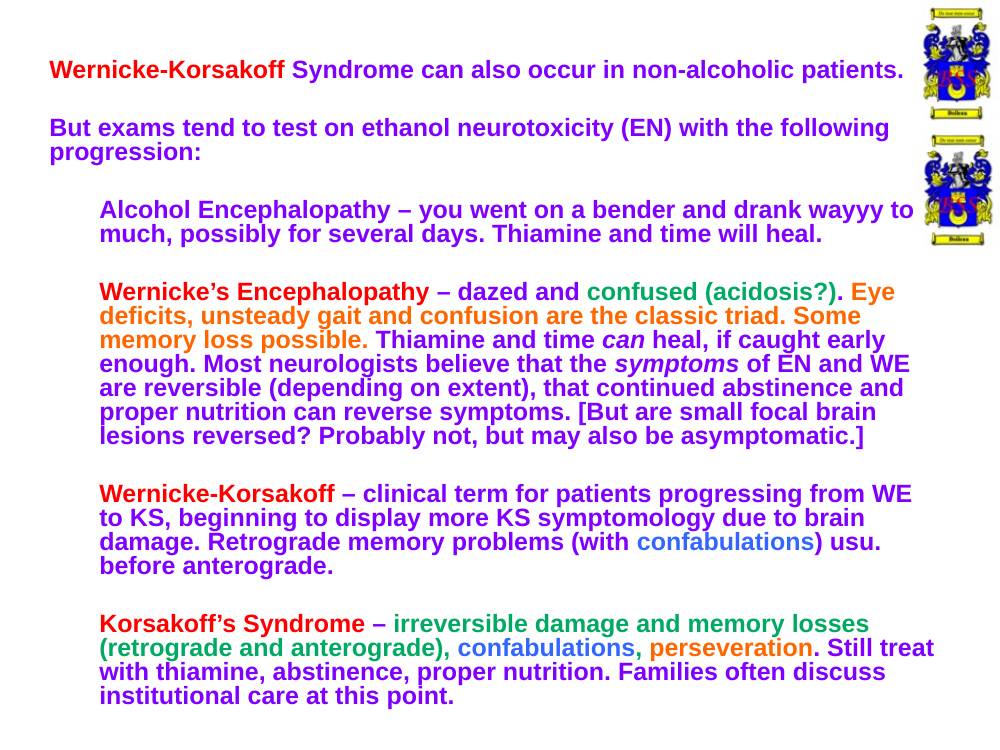 Wernicke-Korsakoff Syndrome can also occur in non-alcoholic patients.
But exams tend to test on ethanol neurotoxicity (EN) with the following
progression:
Alcohol Encephalopathy – you went on a bender and drank wayyy to
much, possibly for several days. Thiamine and time will heal.
Wernicke’s Encephalopathy – dazed and confused (acidosis?). Eye
deficits, unsteady gait and confusion are the classic triad. Some
memory loss possible. Thiamine and time can heal, if caught early
enough. Most neurologists believe that the symptoms of EN and WE
are reversible (depending on extent), that continued abstinence and
proper nutrition can reverse symptoms. [But are small focal brain
lesions reversed? Probably not, but may also be asymptomatic.]
Wernicke-Korsakoff – clinical term for patients progressing from WE
to KS, beginning to display more KS symptomology due to brain
damage. Retrograde memory problems (with confabulations) usu.
before anterograde.
Korsakoff’s Syndrome – irreversible damage and memory losses
(retrograde and anterograde), confabulations, perseveration. Still treat
with thiamine, abstinence, proper nutrition. Families often discuss
institutional care at this point.